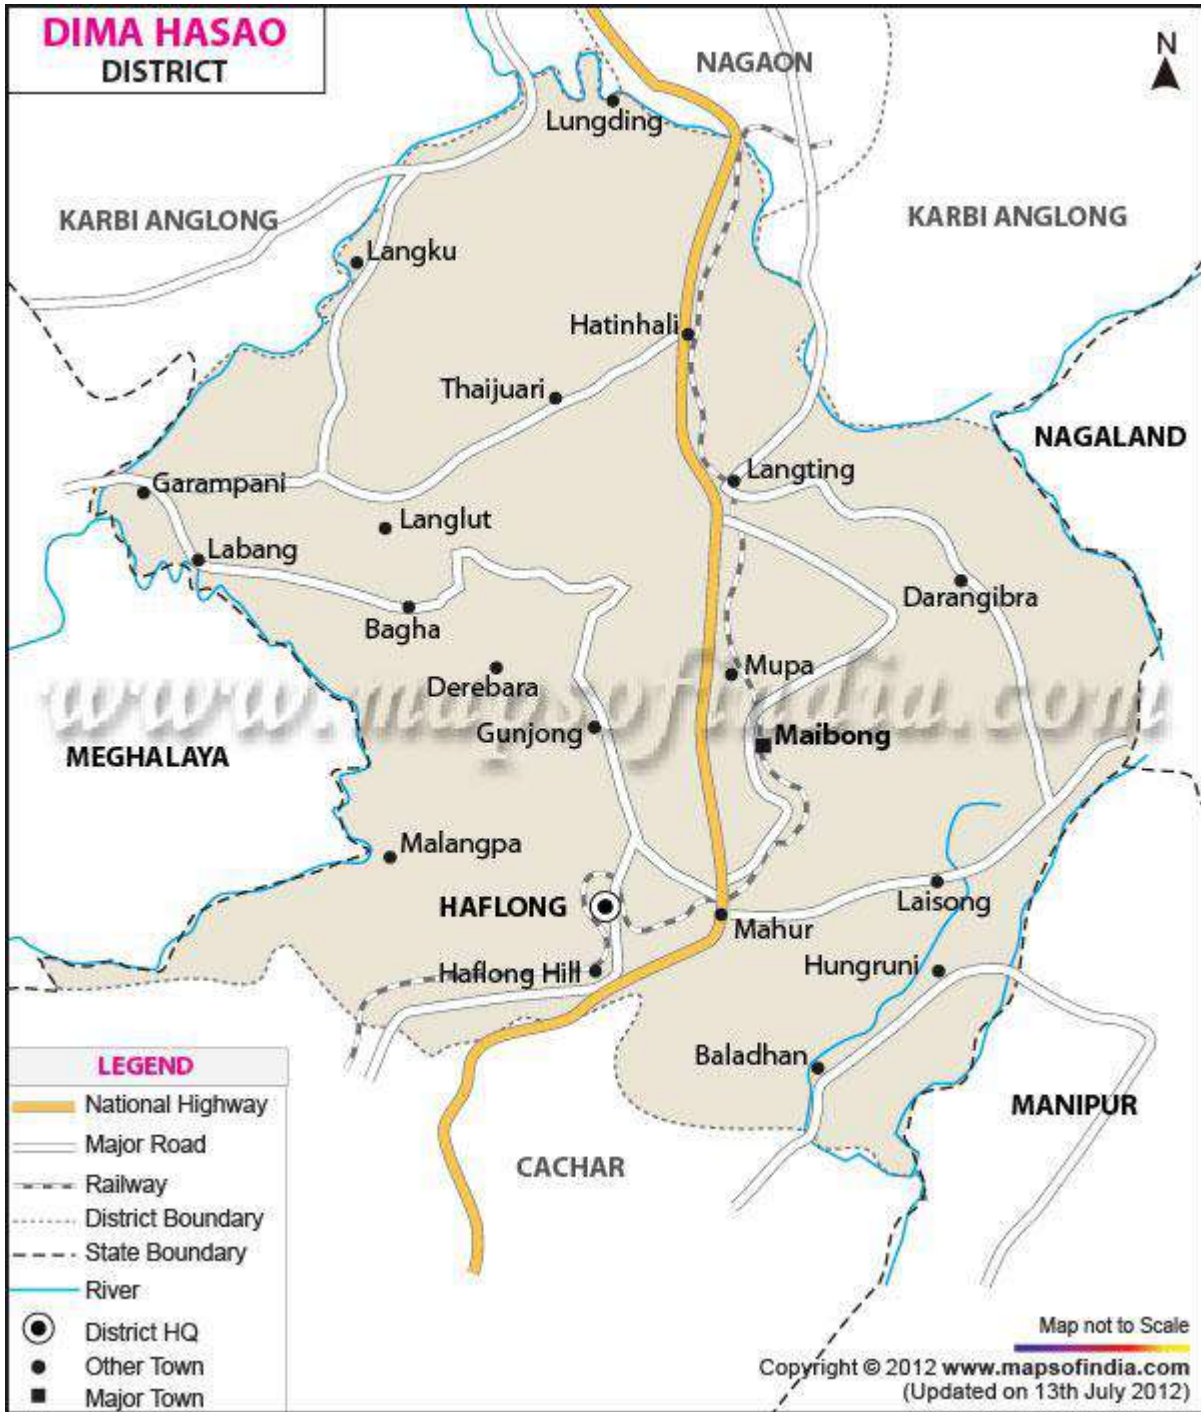 DIMA HASAO
DISTRICT
N
NAGAON
Lungding
KARBI ANGLONG
KARBI ANGLONG
Langku
Hatinhali
Thaijuari
NAGALAND
Langting
Garampani
Langlut
Labang
Darangibra
Bagha
Mupa
Derebara
www.mapsofindia.com
Gunjong
Maibong
MEGHALAYA
Malangpa
HAFLONG
Laisong
Mahur
Haflong Hill
Hungruni
Baladhan
MANIPUR
CACHAR
LEGEND
National Highway
Major Road
Railway
District Boundary
State Boundary
River
District HQ
Other Town
Major Town
Map not to Scale
Copyright © 2012 www.mapsofindia.com
(Updated on 13th July 2012)